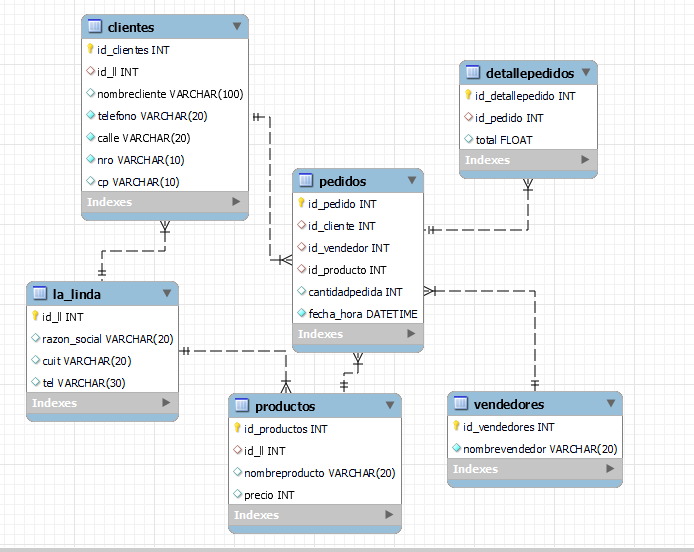 clientes
id_clientes INT
id_ll INT
nombrecliente VARCHAR(100)
telefono VARCHAR(20)
calle VARCHAR(20)
nro VARCHAR(10)
cp VARCHAR(10)
Indexes
detallepedidos
id_detallepedido INT
id_pedido INT
total FLOAT
Indexes
pedidos
id_pedido INT
id_cliente INT
id_vendedor INT
id_producto INT
cantidadpedida INT
fecha_hora DATETIME
Indexes
la_linda
id_ll INT
razon_social VARCHAR(20)
cuit VARCHAR(20)
tel VARCHAR(30)
Indexes
productos
id_productos INT
id_ll INT
nombreproducto VARCHAR(20)
precio INT
Indexes
vendedores
id_vendedores INT
nombrevendedor VARCHAR(20)
Indexes